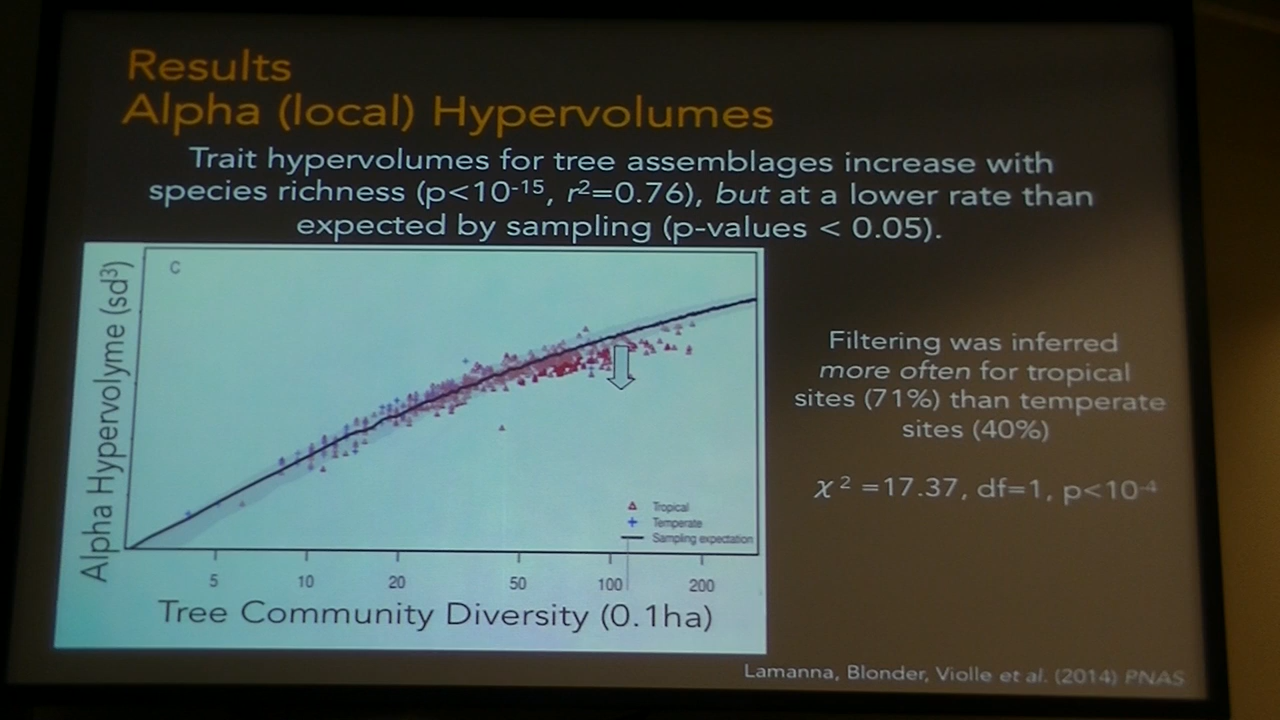 Results
Alpha (local) Hypervolumes
Trait hypervolumes for tree assemblages increase with
species richness (p<10⁻¹⁵, r²=0.76), but at a lower rate than
expected by sampling (p-values < 0.05).
Alpha Hypervolyme (sd³)
C
Tropical
Temperate
Sampling expectation
5 10 20 50 100 200
Tree Community Diversity (0.1ha)
Filtering was inferred
more often for tropical
sites (71%) than temperate
sites (40%)
χ² =17.37, df=1, p<10⁻⁴
Lamanna, Blonder, Violle et al. (2014) PNAS